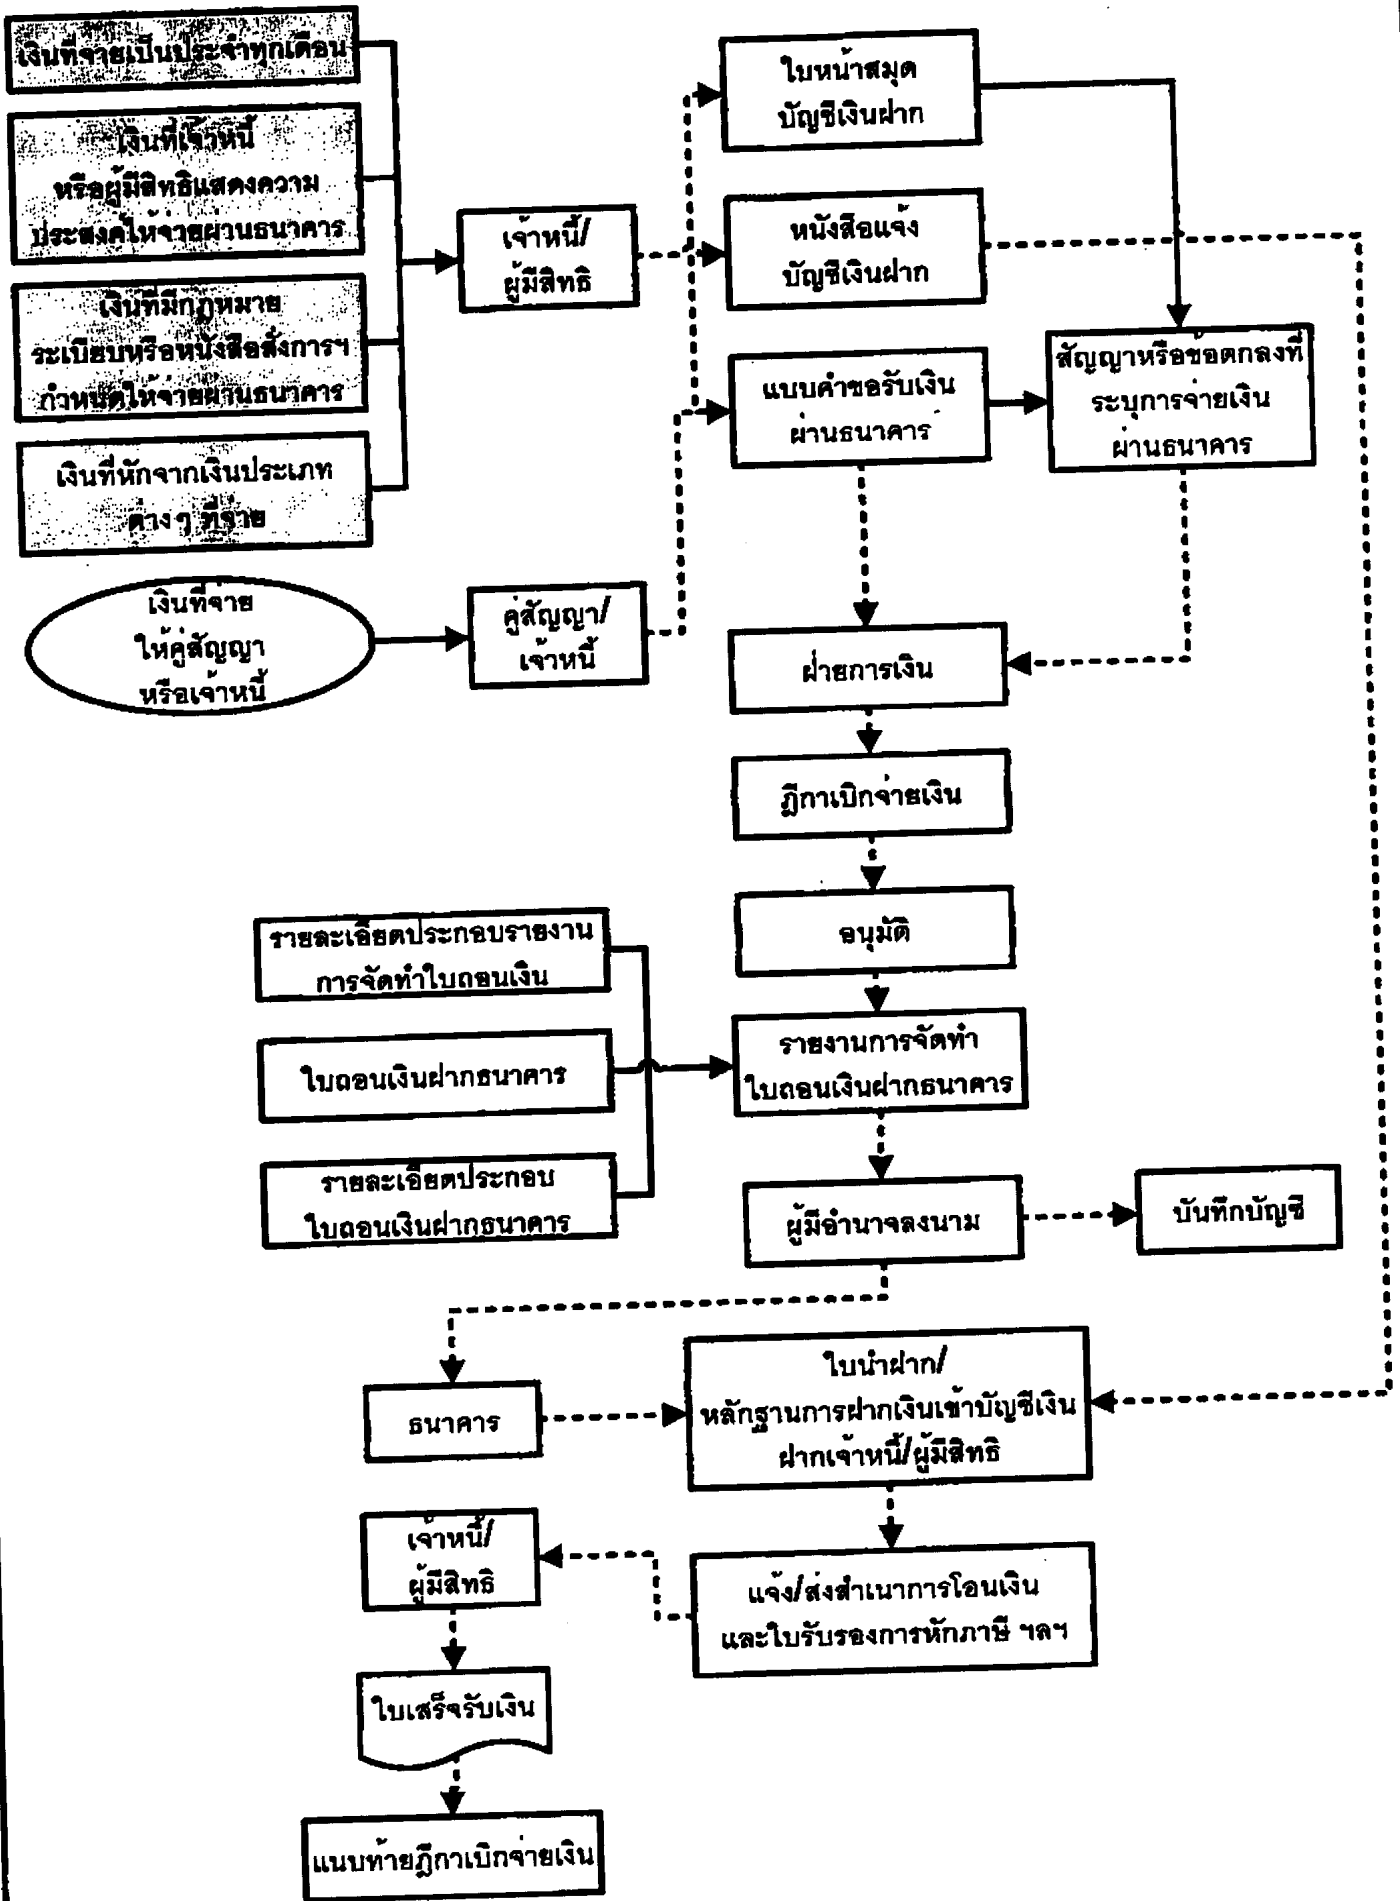 เงินที่จ่ายเป็นประจำทุกเดือน
เงินที่เจ้าหนี้
หรือผู้มีสิทธิแสดงความ
ประสงค์ให้จ่ายผ่านธนาคาร
เงินที่มีกฎหมาย
ระเบียบหรือหนังสือสั่งการฯ
กำหนดให้จ่ายผ่านธนาคาร
เงินที่หักจากเงินประเภท
ต่างๆ ที่จ่าย
เงินที่จ่าย
ให้คู่สัญญา
หรือเจ้าหนี้
เจ้าหนี้/
ผู้มีสิทธิ
คู่สัญญา/
เจ้าหนี้
ใบหน้าสมุด
บัญชีเงินฝาก
หนังสือแจ้ง
บัญชีเงินฝาก
แบบคำขอรับเงิน
ผ่านธนาคาร
สัญญาหรือข้อตกลงที่
ระบุการจ่ายเงิน
ผ่านธนาคาร
ฝ่ายการเงิน
ฎีกาเบิกจ่ายเงิน
อนุมัติ
รายละเอียดประกอบรายงาน
การจัดทำใบถอนเงิน
ใบถอนเงินฝากธนาคาร
รายละเอียดประกอบ
ใบถอนเงินฝากธนาคาร
รายงานการจัดทำ
ใบถอนเงินฝากธนาคาร
ผู้มีอำนาจลงนาม
บันทึกบัญชี
ธนาคาร
ใบนำฝาก/
หลักฐานการฝากเงินเข้าบัญชีเงิน
ฝากเจ้าหนี้/ผู้มีสิทธิ
แจ้ง/ส่งสำเนาการโอนเงิน
และใบรับรองการหักภาษี ฯลฯ
เจ้าหนี้/
ผู้มีสิทธิ
ใบเสร็จรับเงิน
แนบท้ายฎีกาเบิกจ่ายเงิน